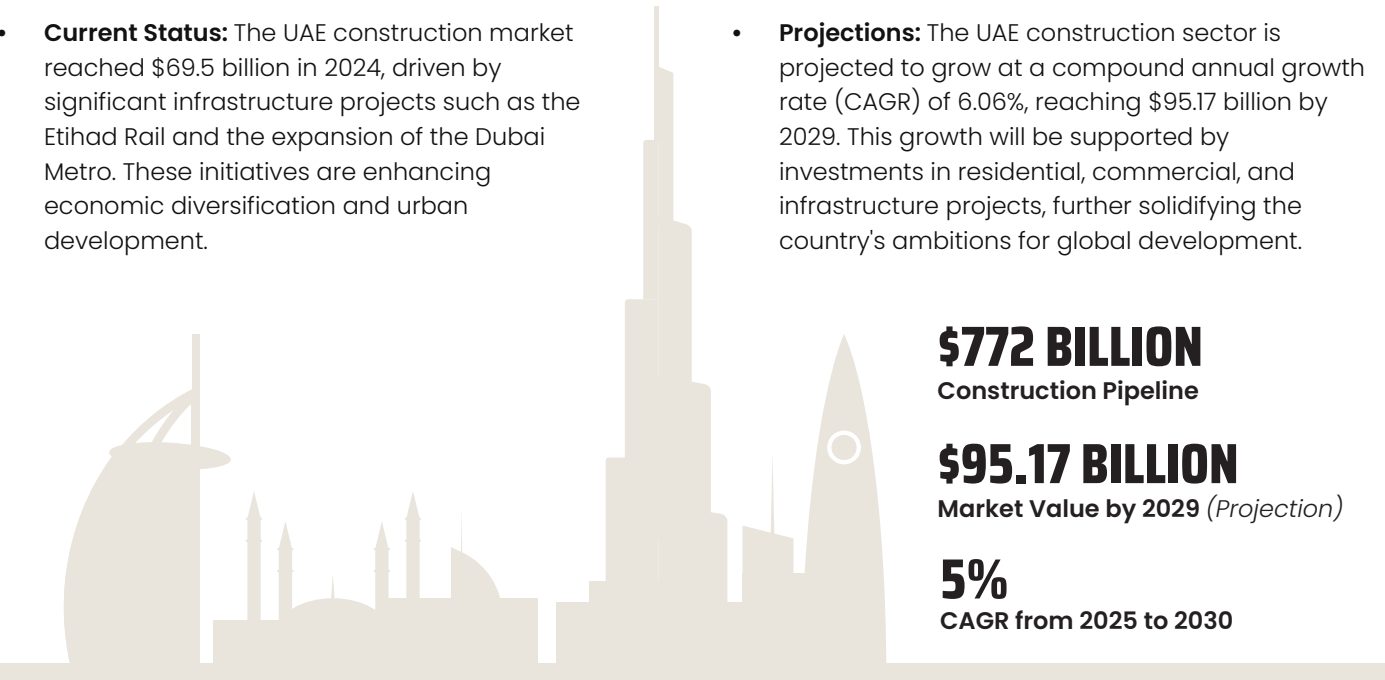 • Current Status: The UAE construction market
reached $69.5 billion in 2024, driven by
significant infrastructure projects such as the
Etihad Rail and the expansion of the Dubai
Metro. These initiatives are enhancing
economic diversification and urban
development.
• Projections: The UAE construction sector is
projected to grow at a compound annual growth
rate (CAGR) of 6.06%, reaching $95.17 billion by
2029. This growth will be supported by
investments in residential, commercial, and
infrastructure projects, further solidifying the
country's ambitions for global development.
$772 BILLION
Construction Pipeline
$95.17 BILLION
Market Value by 2029 (Projection)
5%
CAGR from 2025 to 2030